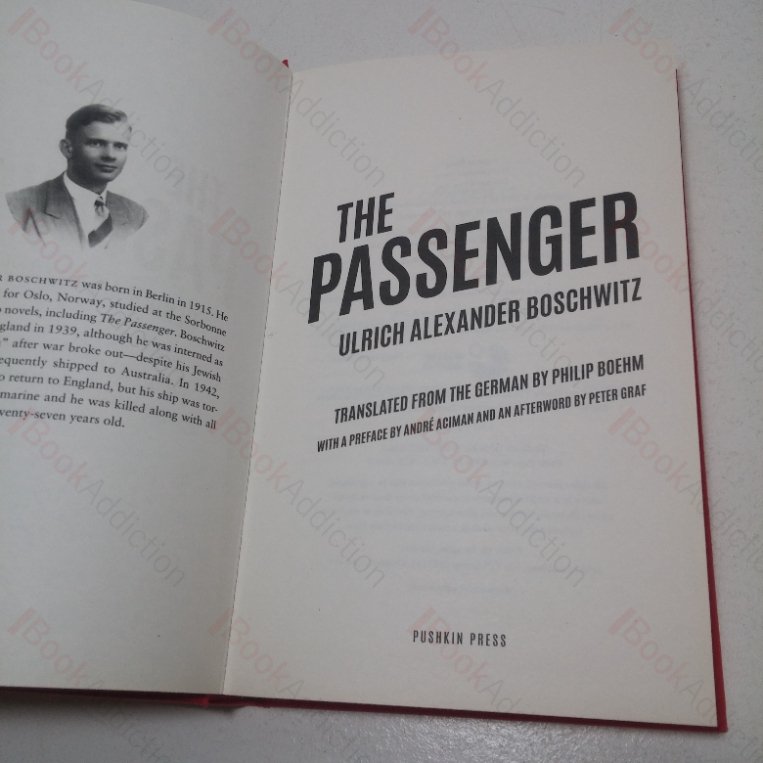 R BOSCHWITZ was born in Berlin in 1915. He
for Oslo, Norway, studied at the Sorbonne
novels, including The Passenger. Boschwitz
gland in 1939, although he was interned as
" after war broke out—despite his Jewish
equently shipped to Australia. In 1942,
o return to England, but his ship was tor-
marine and he was killed along with all
wenty-seven years old.
THE
PASSENGER
ULRICH ALEXANDER BOSCHWITZ
TRANSLATED FROM THE GERMAN BY PHILIP BOEHM
WITH A PREFACE BY ANDRÉ ACIMAN AND AN AFTERWORD BY PETER GRAF
PUSHKIN PRESS
BookAddiction